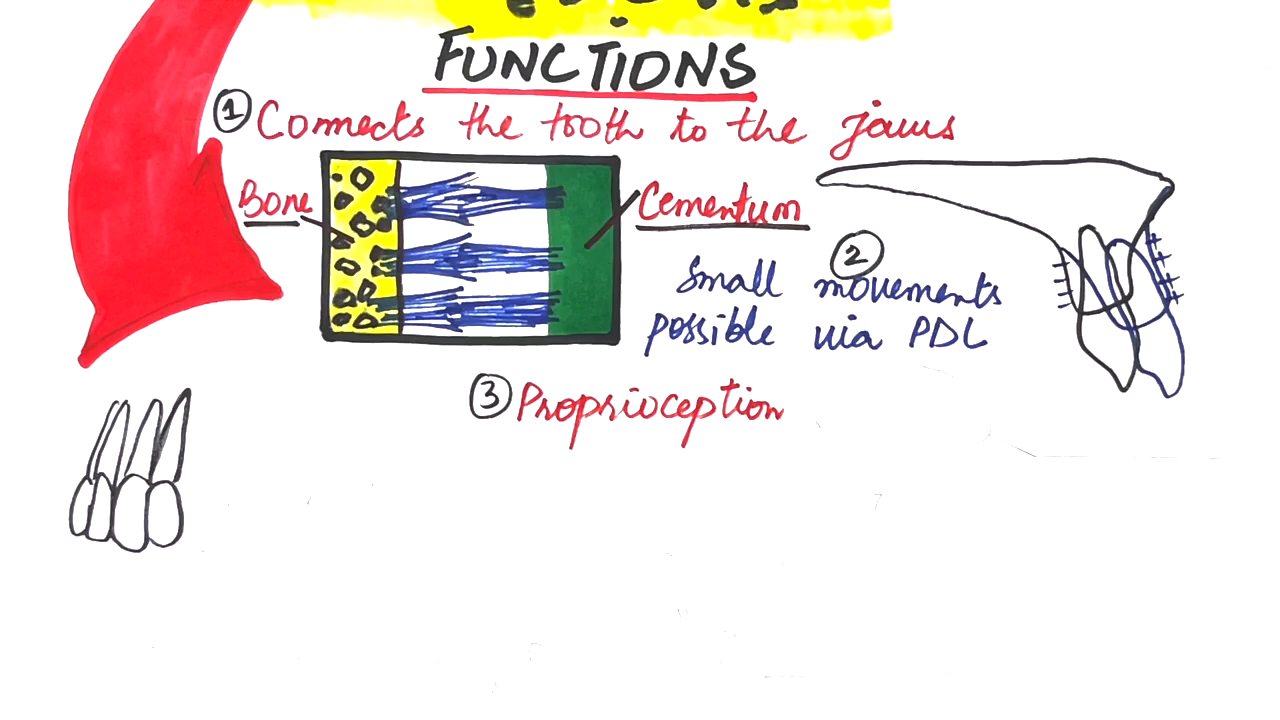 FUNCTIONS
① Connects the tooth to the jaws
Bone
Cementum
②
Small movements
possible via PDL
③ Proprioception